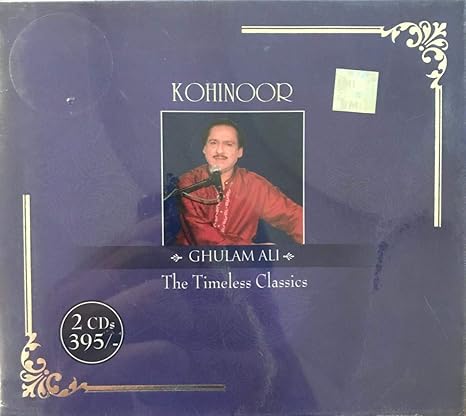 KOHINOOR
GHULAM ALI
The Timeless Classics
2 CDs
395/-